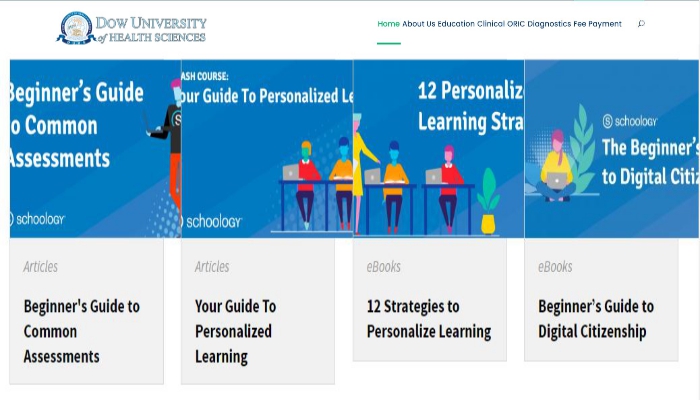 DOW UNIVERSITY
of HEALTH SCIENCES
Home About Us Education Clinical ORIC Diagnostics Fee Payment
Beginner's Guide
o Common
Assessments
schoology
ASH COURSE:
our Guide To Personalized Le
schoology
12 Personaliz
Learning Stra
schoology
The Beginner's
to Digital Citiz
Articles
Beginner's Guide to
Common
Assessments
Articles
Your Guide To
Personalized
Learning
eBooks
12 Strategies to
Personalize Learning
eBooks
Beginner's Guide to
Digital Citizenship